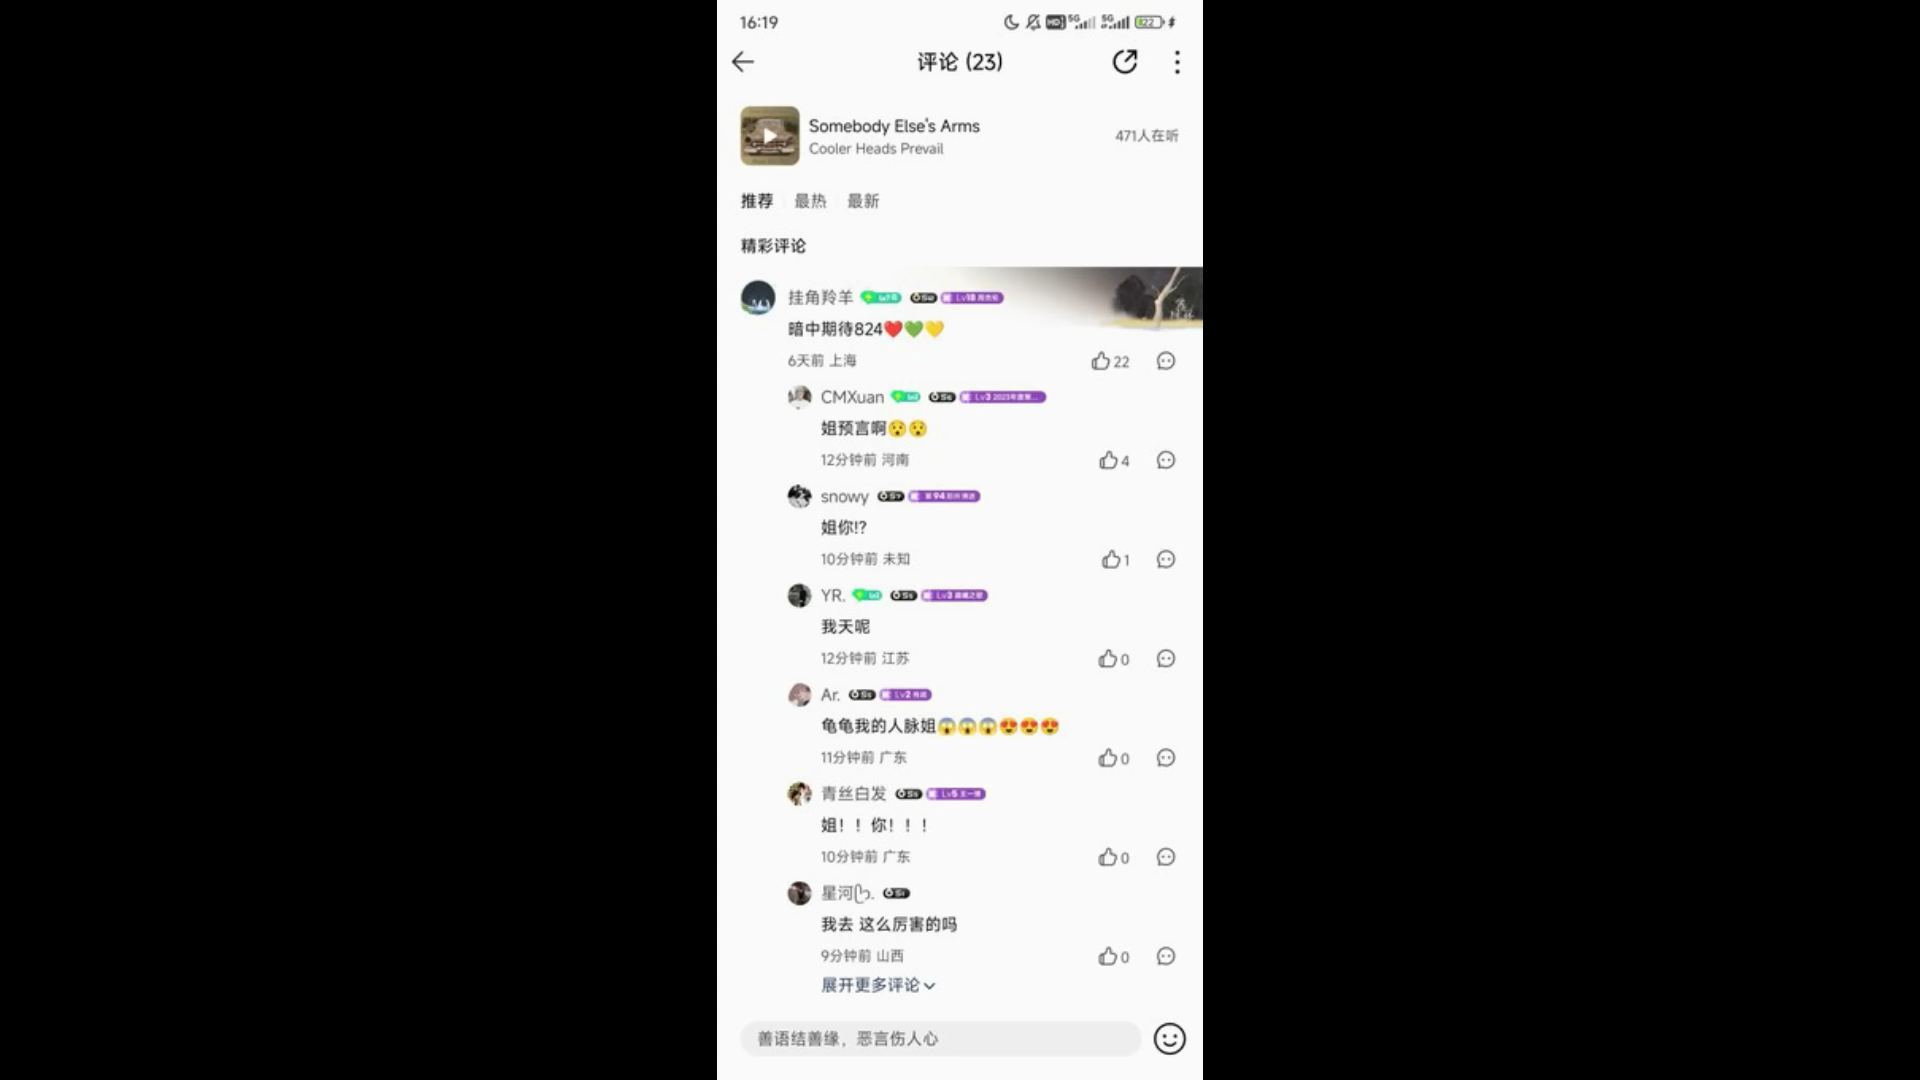 16:19
HD 5G 5G 22
评论 (23)
Somebody Else's Arms
Cooler Heads Prevail
471人在听
推荐 最热 最新
精彩评论
挂角羚羊
暗中期待824❤️💚💛
6天前 上海
22
CMXuan
姐预言啊😯😯
12分钟前 河南
4
snowy
姐你!?
10分钟前 未知
1
YR.
我天呢
12分钟前 江苏
0
Ar.
龟龟我的人脉姐😱😱😱😍😍😍
11分钟前 广东
0
青丝白发
姐！！你！！！
10分钟前 广东
0
星河
我去 这么厉害的吗
9分钟前 山西
0
展开更多评论
善语结善缘，恶言伤人心